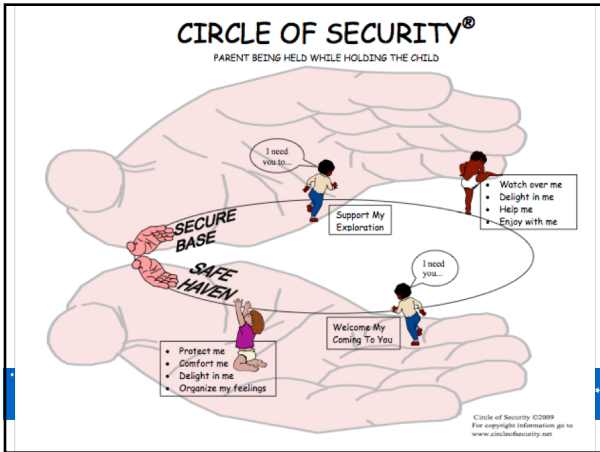 CIRCLE OF SECURITY®
PARENT BEING HELD WHILE HOLDING THE CHILD
I need
you to...
• Watch over me
• Delight in me
• Help me
• Enjoy with me
Support My
Exploration
SECURE
BASE
SAFE
HAVEN
I need
you...
Welcome My
Coming To You
• Protect me
• Comfort me
• Delight in me
• Organize my feelings
Circle of Security ©2009
For copyright information go to
www.circleofsecurity.net